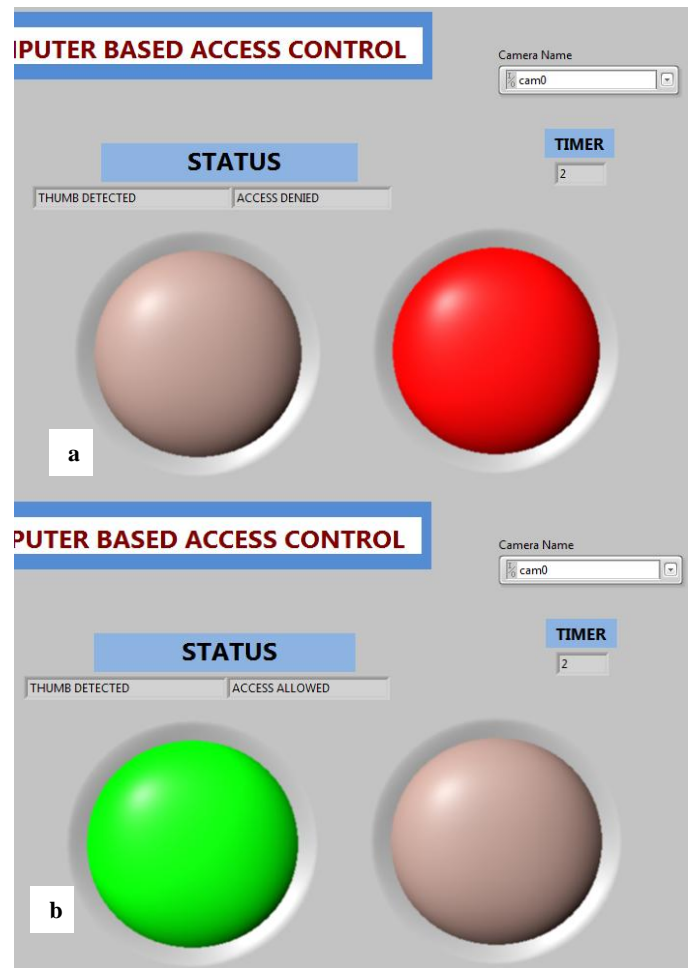 PUTER BASED ACCESS CONTROL
Camera Name
I/O cam0
STATUS
TIMER
2
THUMB DETECTED ACCESS DENIED
a
PUTER BASED ACCESS CONTROL
Camera Name
I/O cam0
STATUS
TIMER
2
THUMB DETECTED ACCESS ALLOWED
b